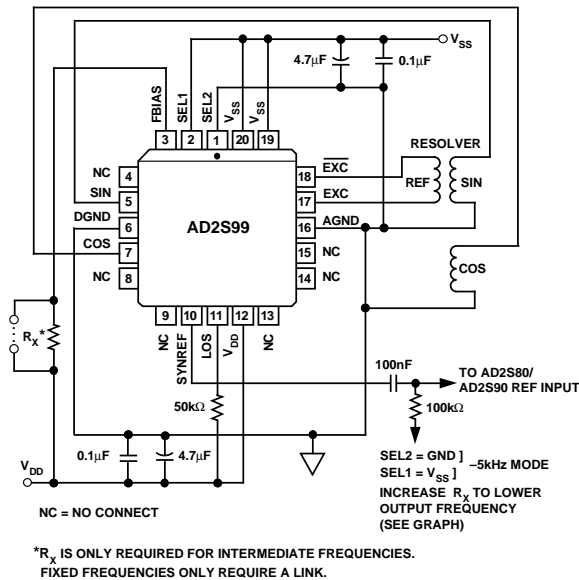 V_SS
4.7µF
0.1µF
FBIAS
SEL1
SEL2
V_SS
V_SS
3
2
1
20
19
RESOLVER
NC
4
18
EXC
REF
SIN
SIN
5
17
EXC
DGND
6
AD2S99
16
AGND
COS
7
15
NC
NC
8
14
NC
COS
9
10
11
12
13
NC
SYNREF
LOS
V_DD
NC
R_X*
100nF
TO AD2S80/
AD2S90 REF INPUT
50kΩ
100kΩ
SEL2 = GND ]
SEL1 = V_SS ]
–5kHz MODE
INCREASE R_X TO LOWER
OUTPUT FREQUENCY
(SEE GRAPH)
V_DD
0.1µF
4.7µF
NC = NO CONNECT
*R_X IS ONLY REQUIRED FOR INTERMEDIATE FREQUENCIES.
FIXED FREQUENCIES ONLY REQUIRE A LINK.